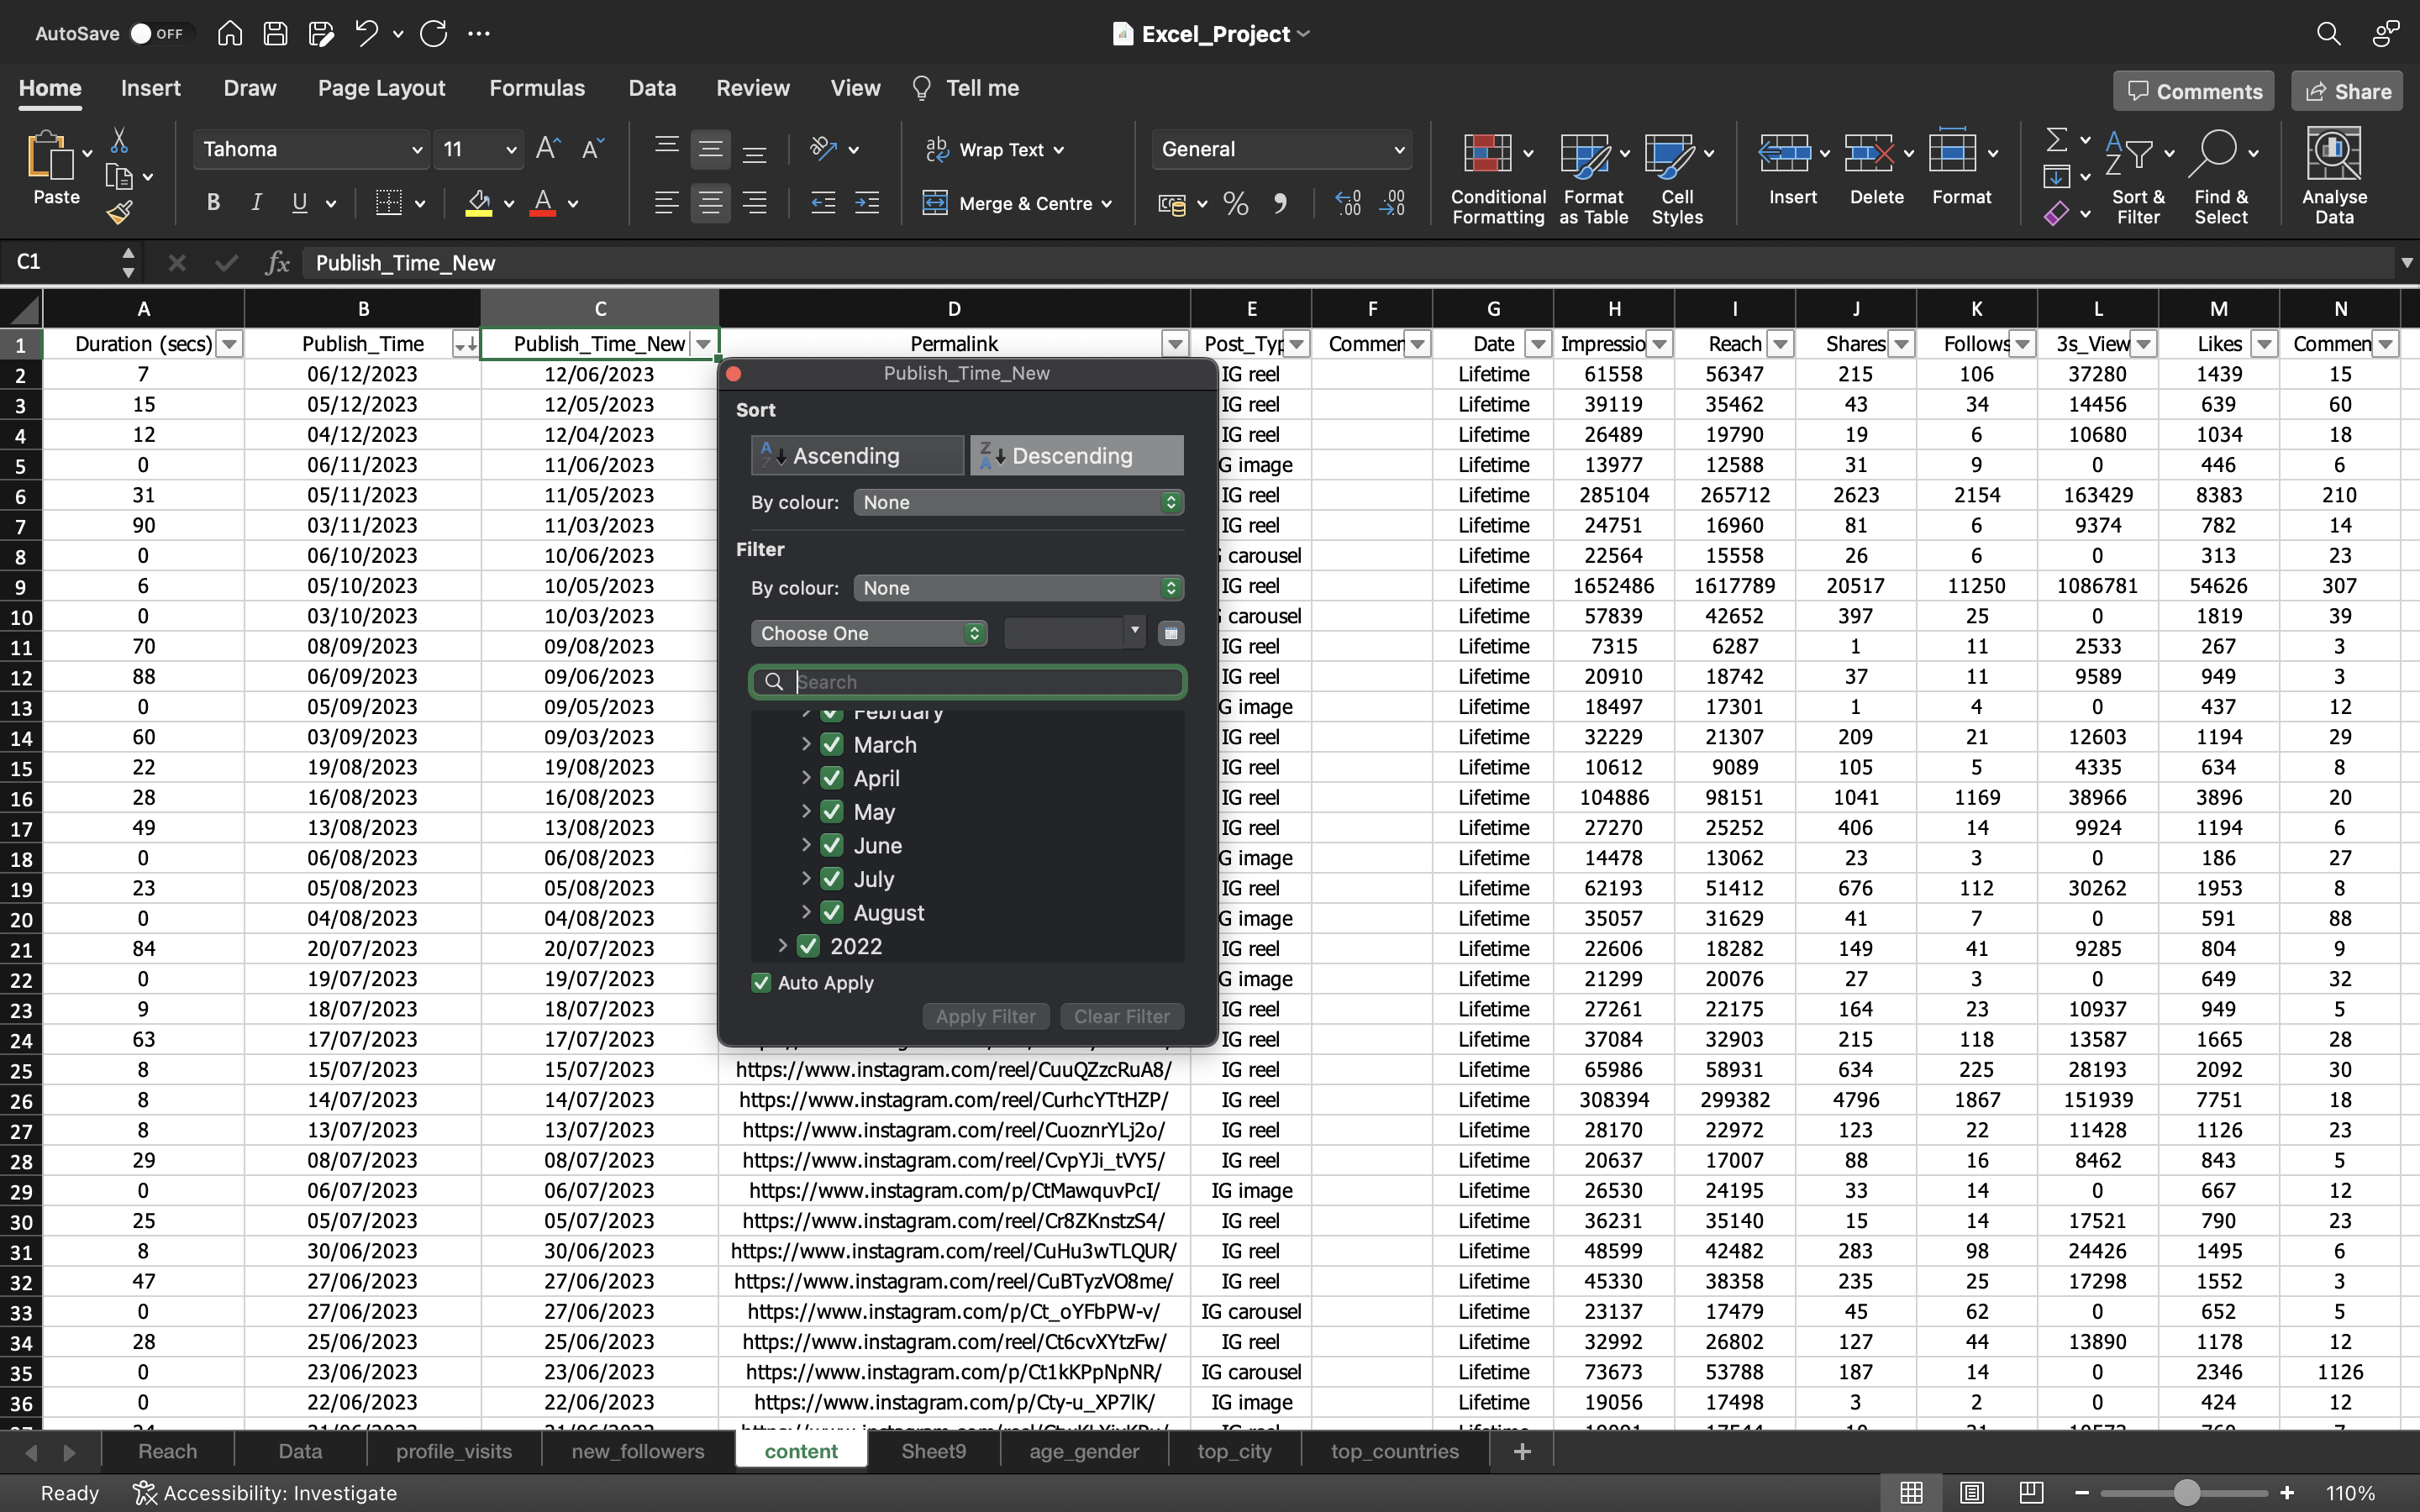 AutoSave OFF Excel_Project
Home Insert Draw Page Layout Formulas Data Review View Tell me Comments Share
Paste Tahoma 11 Wrap Text General Conditional Formatting Format as Table Cell Styles Insert Delete Format Sort & Filter Find & Select Analyse Data
B I U Merge & Centre
C1 fx Publish_Time_New
A B C D E F G H I J K L M N
1 Duration (secs) Publish_Time Publish_Time_New Permalink Post_Typ Commer Date Impressio Reach Shares Follows 3s_View Likes Commen
2 7 06/12/2023 12/06/2023 IG reel Lifetime 61558 56347 215 106 37280 1439 15
3 15 05/12/2023 12/05/2023 IG reel Lifetime 39119 35462 43 34 14456 639 60
4 12 04/12/2023 12/04/2023 IG reel Lifetime 26489 19790 19 6 10680 1034 18
5 0 06/11/2023 11/06/2023 G image Lifetime 13977 12588 31 9 0 446 6
6 31 05/11/2023 11/05/2023 IG reel Lifetime 285104 265712 2623 2154 163429 8383 210
7 90 03/11/2023 11/03/2023 IG reel Lifetime 24751 16960 81 6 9374 782 14
8 0 06/10/2023 10/06/2023 carousel Lifetime 22564 15558 26 6 0 313 23
9 6 05/10/2023 10/05/2023 IG reel Lifetime 1652486 1617789 20517 11250 1086781 54626 307
10 0 03/10/2023 10/03/2023 carousel Lifetime 57839 42652 397 25 0 1819 39
11 70 08/09/2023 09/08/2023 IG reel Lifetime 7315 6287 1 11 2533 267 3
12 88 06/09/2023 09/06/2023 IG reel Lifetime 20910 18742 37 11 9589 949 3
13 0 05/09/2023 09/05/2023 G image Lifetime 18497 17301 1 4 0 437 12
14 60 03/09/2023 09/03/2023 IG reel Lifetime 32229 21307 209 21 12603 1194 29
15 22 19/08/2023 19/08/2023 IG reel Lifetime 10612 9089 105 5 4335 634 8
16 28 16/08/2023 16/08/2023 IG reel Lifetime 104886 98151 1041 1169 38966 3896 20
17 49 13/08/2023 13/08/2023 IG reel Lifetime 27270 25252 406 14 9924 1194 6
18 0 06/08/2023 06/08/2023 G image Lifetime 14478 13062 23 3 0 186 27
19 23 05/08/2023 05/08/2023 IG reel Lifetime 62193 51412 676 112 30262 1953 8
20 0 04/08/2023 04/08/2023 G image Lifetime 35057 31629 41 7 0 591 88
21 84 20/07/2023 20/07/2023 IG reel Lifetime 22606 18282 149 41 9285 804 9
22 0 19/07/2023 19/07/2023 G image Lifetime 21299 20076 27 3 0 649 32
23 9 18/07/2023 18/07/2023 IG reel Lifetime 27261 22175 164 23 10937 949 5
24 63 17/07/2023 17/07/2023 IG reel Lifetime 37084 32903 215 118 13587 1665 28
25 8 15/07/2023 15/07/2023 https://www.instagram.com/reel/CuuQZzcRuA8/ IG reel Lifetime 65986 58931 634 225 28193 2092 30
26 8 14/07/2023 14/07/2023 https://www.instagram.com/reel/CurhcYTtHZP/ IG reel Lifetime 308394 299382 4796 1867 151939 7751 18
27 8 13/07/2023 13/07/2023 https://www.instagram.com/reel/CuoznrYLj2o/ IG reel Lifetime 28170 22972 123 22 11428 1126 23
28 29 08/07/2023 08/07/2023 https://www.instagram.com/reel/CvpYJi_tVY5/ IG reel Lifetime 20637 17007 88 16 8462 843 5
29 0 06/07/2023 06/07/2023 https://www.instagram.com/p/CtMawquvPcI/ IG image Lifetime 26530 24195 33 14 0 667 12
30 25 05/07/2023 05/07/2023 https://www.instagram.com/reel/Cr8ZKnstzS4/ IG reel Lifetime 36231 35140 15 14 17521 790 23
31 8 30/06/2023 30/06/2023 https://www.instagram.com/reel/CuHu3wTLQUR/ IG reel Lifetime 48599 42482 283 98 24426 1495 6
32 47 27/06/2023 27/06/2023 https://www.instagram.com/reel/CuBTyzVO8me/ IG reel Lifetime 45330 38358 235 25 17298 1552 3
33 0 27/06/2023 27/06/2023 https://www.instagram.com/p/Ct_oYFbPW-v/ IG carousel Lifetime 23137 17479 45 62 0 652 5
34 28 25/06/2023 25/06/2023 https://www.instagram.com/reel/Ct6cvXYtzFw/ IG reel Lifetime 32992 26802 127 44 13890 1178 12
35 0 23/06/2023 23/06/2023 https://www.instagram.com/p/Ct1kKPpNpNR/ IG carousel Lifetime 73673 53788 187 14 0 2346 1126
36 0 22/06/2023 22/06/2023 https://www.instagram.com/p/Cty-u_XP7lK/ IG image Lifetime 19056 17498 3 2 0 424 12
Publish_Time_New
Sort
Ascending Descending
By colour: None
Filter
By colour: None
Choose One
Search
February
March
April
May
June
July
August
2022
Auto Apply
Apply Filter Clear Filter
Reach Data profile_visits new_followers content Sheet9 age_gender top_city top_countries
Ready Accessibility: Investigate 110%